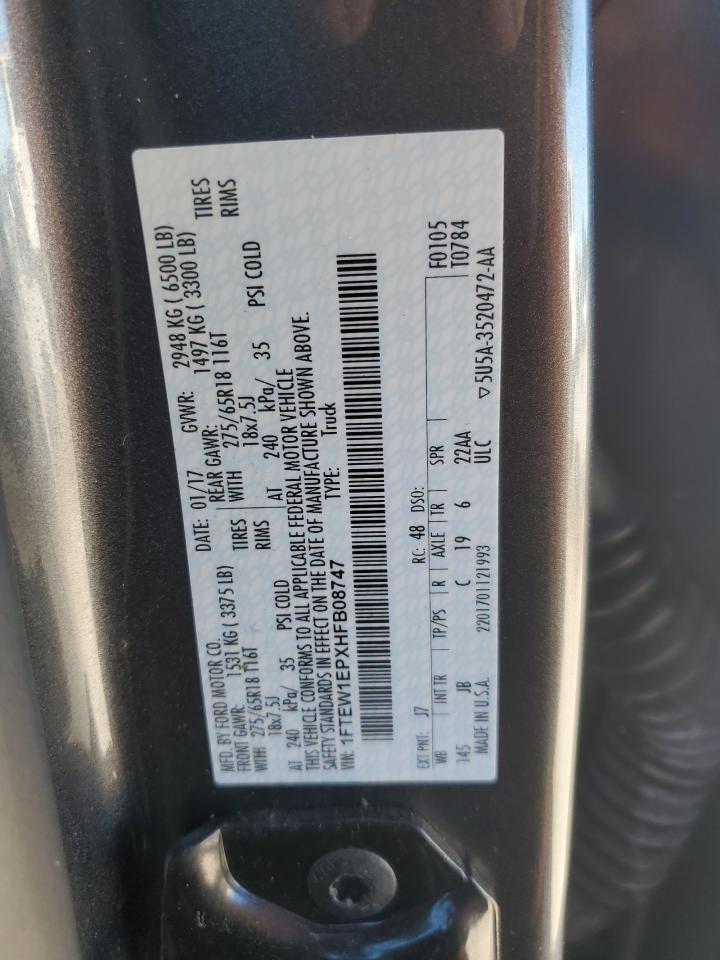 MFD. BY FORD MOTOR CO. DATE: 01/17 GVWR: 2948 KG ( 6500 LB)
FRONT GAWR: 1531 KG ( 3375 LB) REAR GAWR: 1497 KG ( 3300 LB)
WITH 275/65R18 116T TIRES WITH 275/65R18 116T TIRES
18x7.5J RIMS 18x7.5J RIMS
AT 240 kPa/ 35 PSI COLD AT 240 kPa/ 35 PSI COLD
THIS VEHICLE CONFORMS TO ALL APPLICABLE FEDERAL MOTOR VEHICLE
SAFETY STANDARDS IN EFFECT ON THE DATE OF MANUFACTURE SHOWN ABOVE.
VIN: 1FTEW1EPXHFB08747 TYPE: Truck
EXT PNT: J7 RC: 48 DSO: F0105
WB INT TR TP/PS R AXLE TR SPR T0784
145 JB C 19 6 22AA
MADE IN U.S.A. 2201701121993 ULC ▽5U5A-3520472-AA